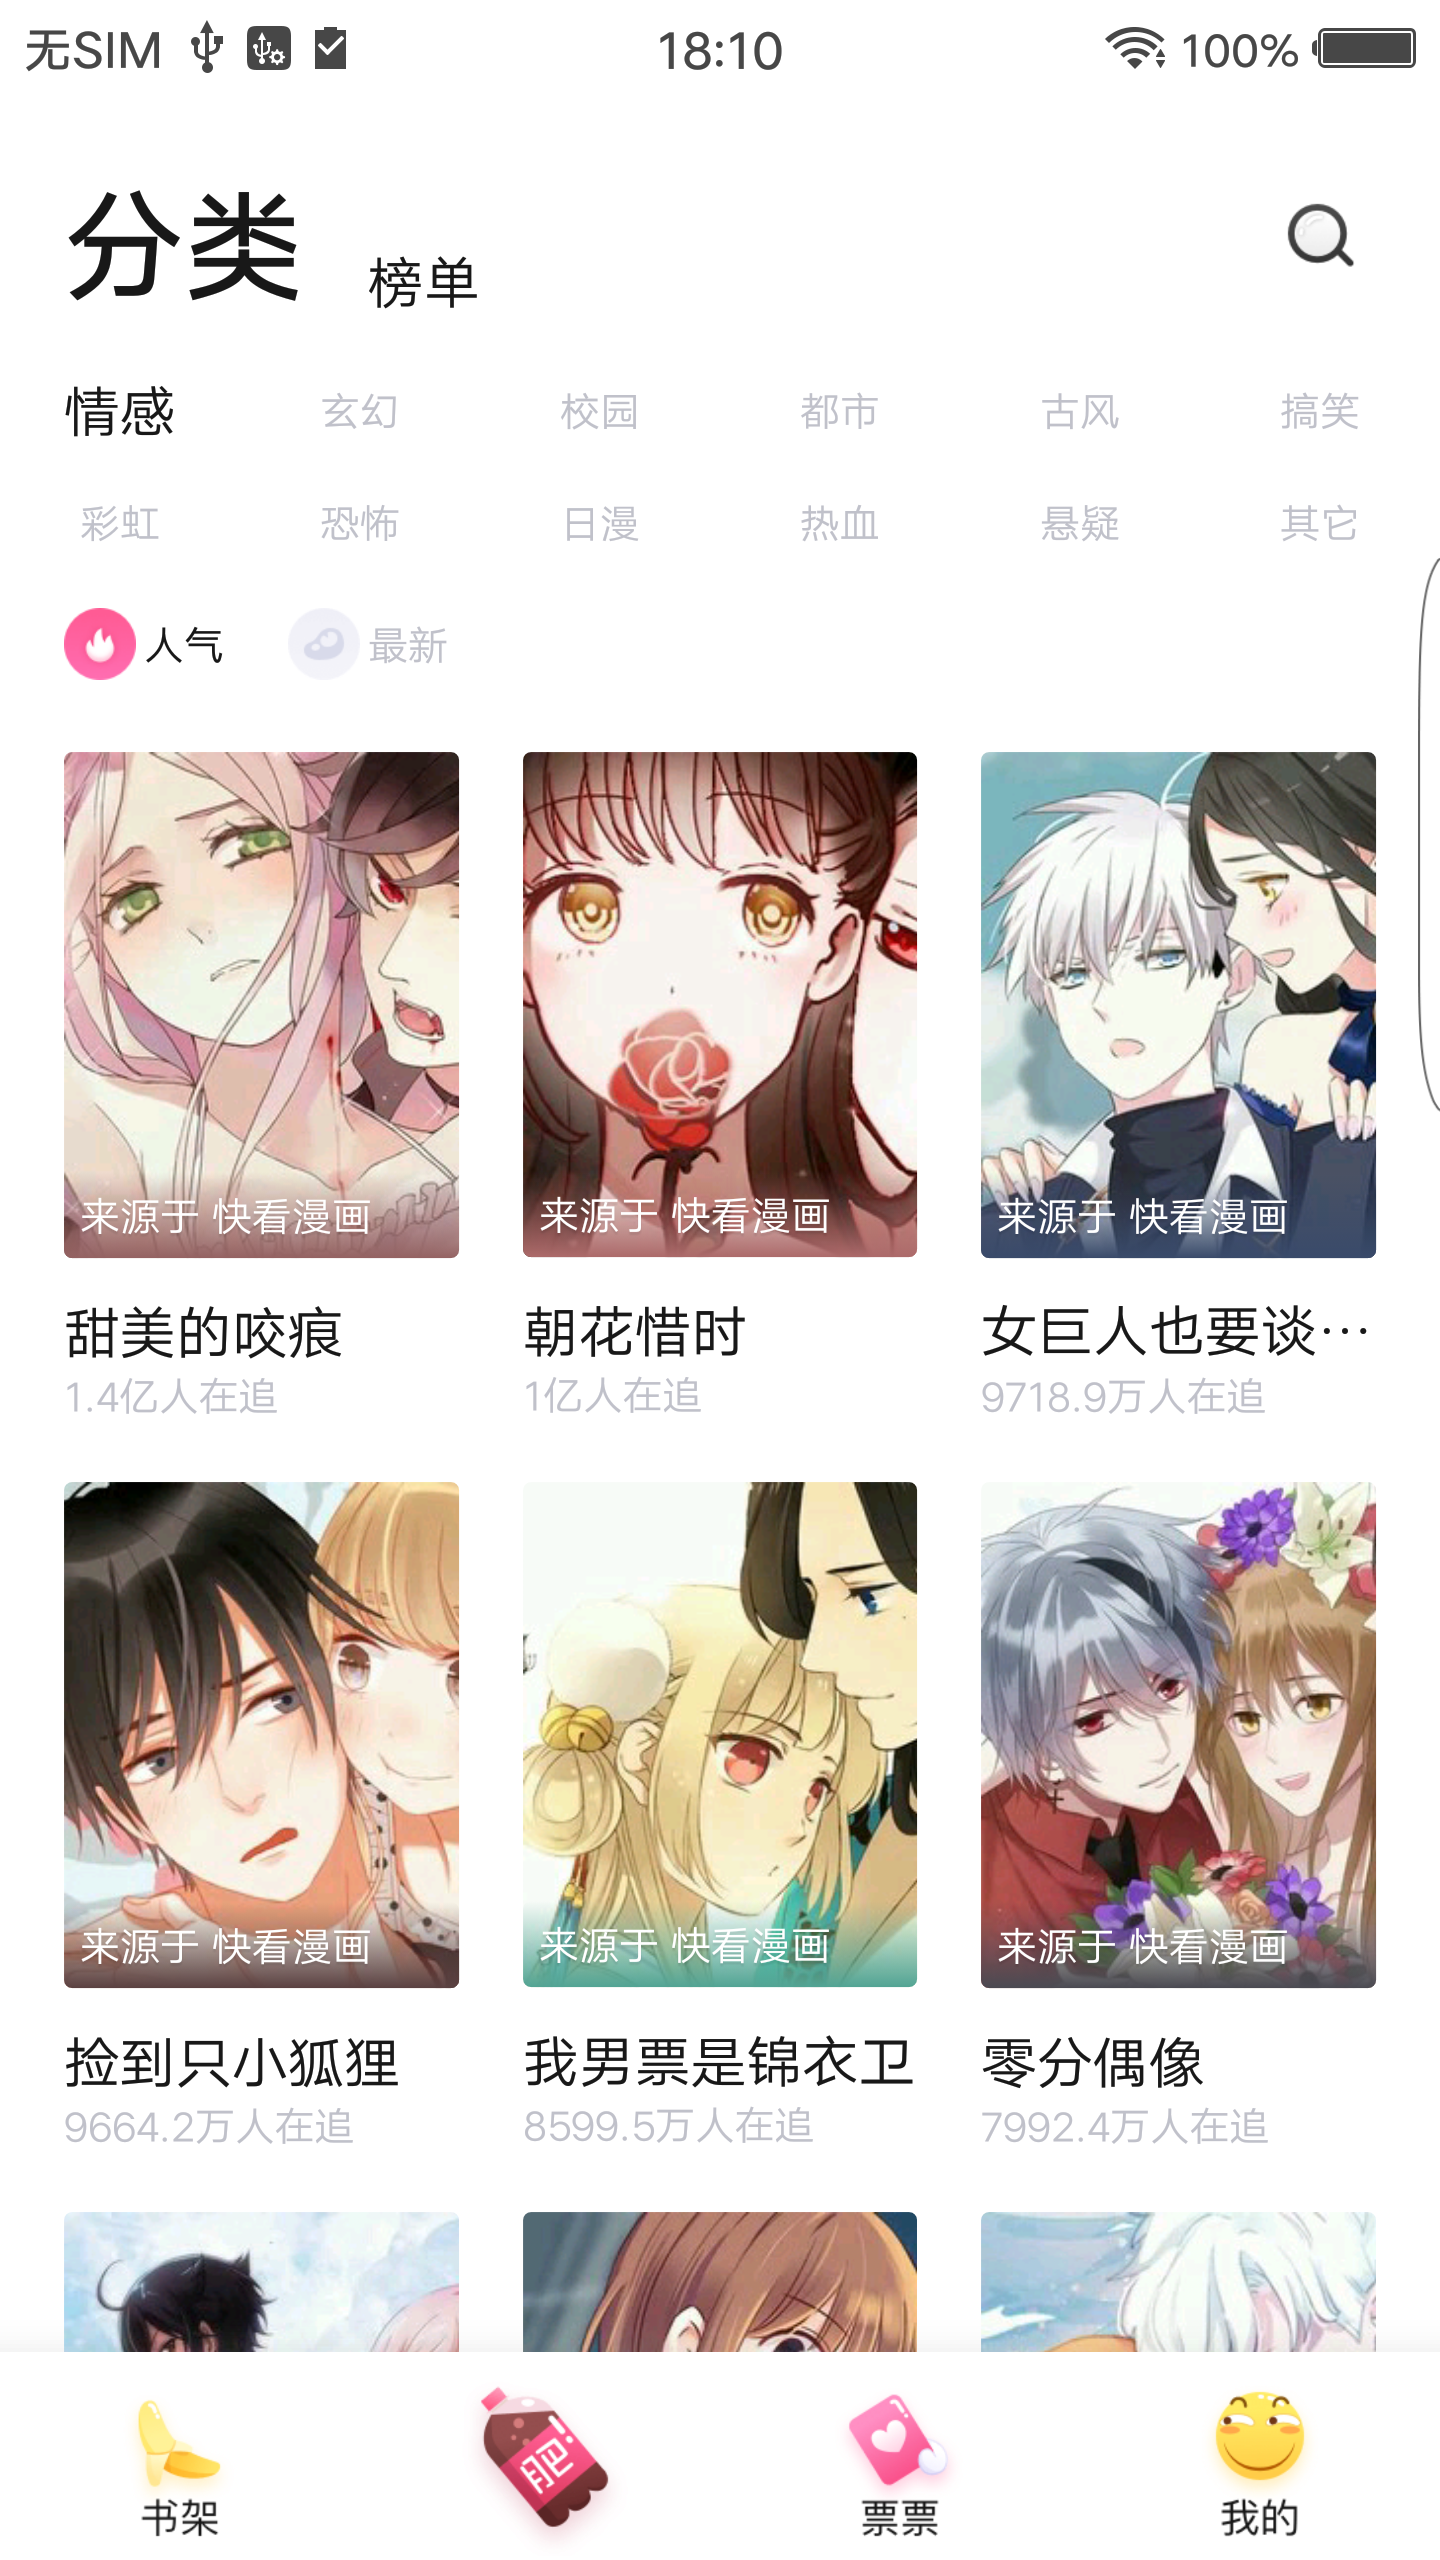 无SIM 18:10 100%
分类 榜单
情感 玄幻 校园 都市 古风 搞笑
彩虹 恐怖 日漫 热血 悬疑 其它
人气 最新
来源于 快看漫画 来源于 快看漫画 来源于 快看漫画
甜美的咬痕 朝花惜时 女巨人也要谈…
1.4亿人在追 1亿人在追 9718.9万人在追
来源于 快看漫画 来源于 快看漫画 来源于 快看漫画
捡到只小狐狸 我男票是锦衣卫 零分偶像
9664.2万人在追 8599.5万人在追 7992.4万人在追
肥!
书架 票票 我的